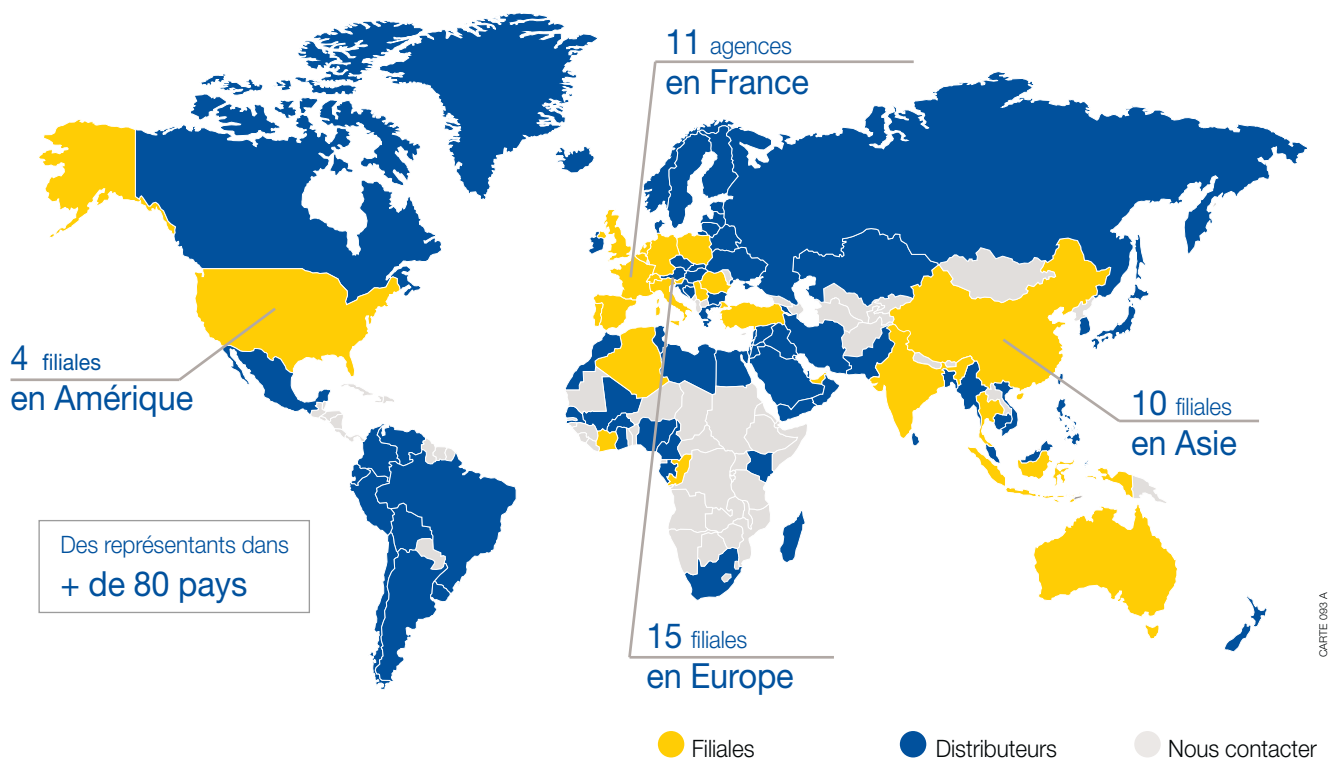 11 agences
en France
4 filiales
en Amérique
10 filiales
en Asie
Des représentants dans
+ de 80 pays
15 filiales
en Europe
CARTE 093 A
Filiales
Distributeurs
Nous contacter